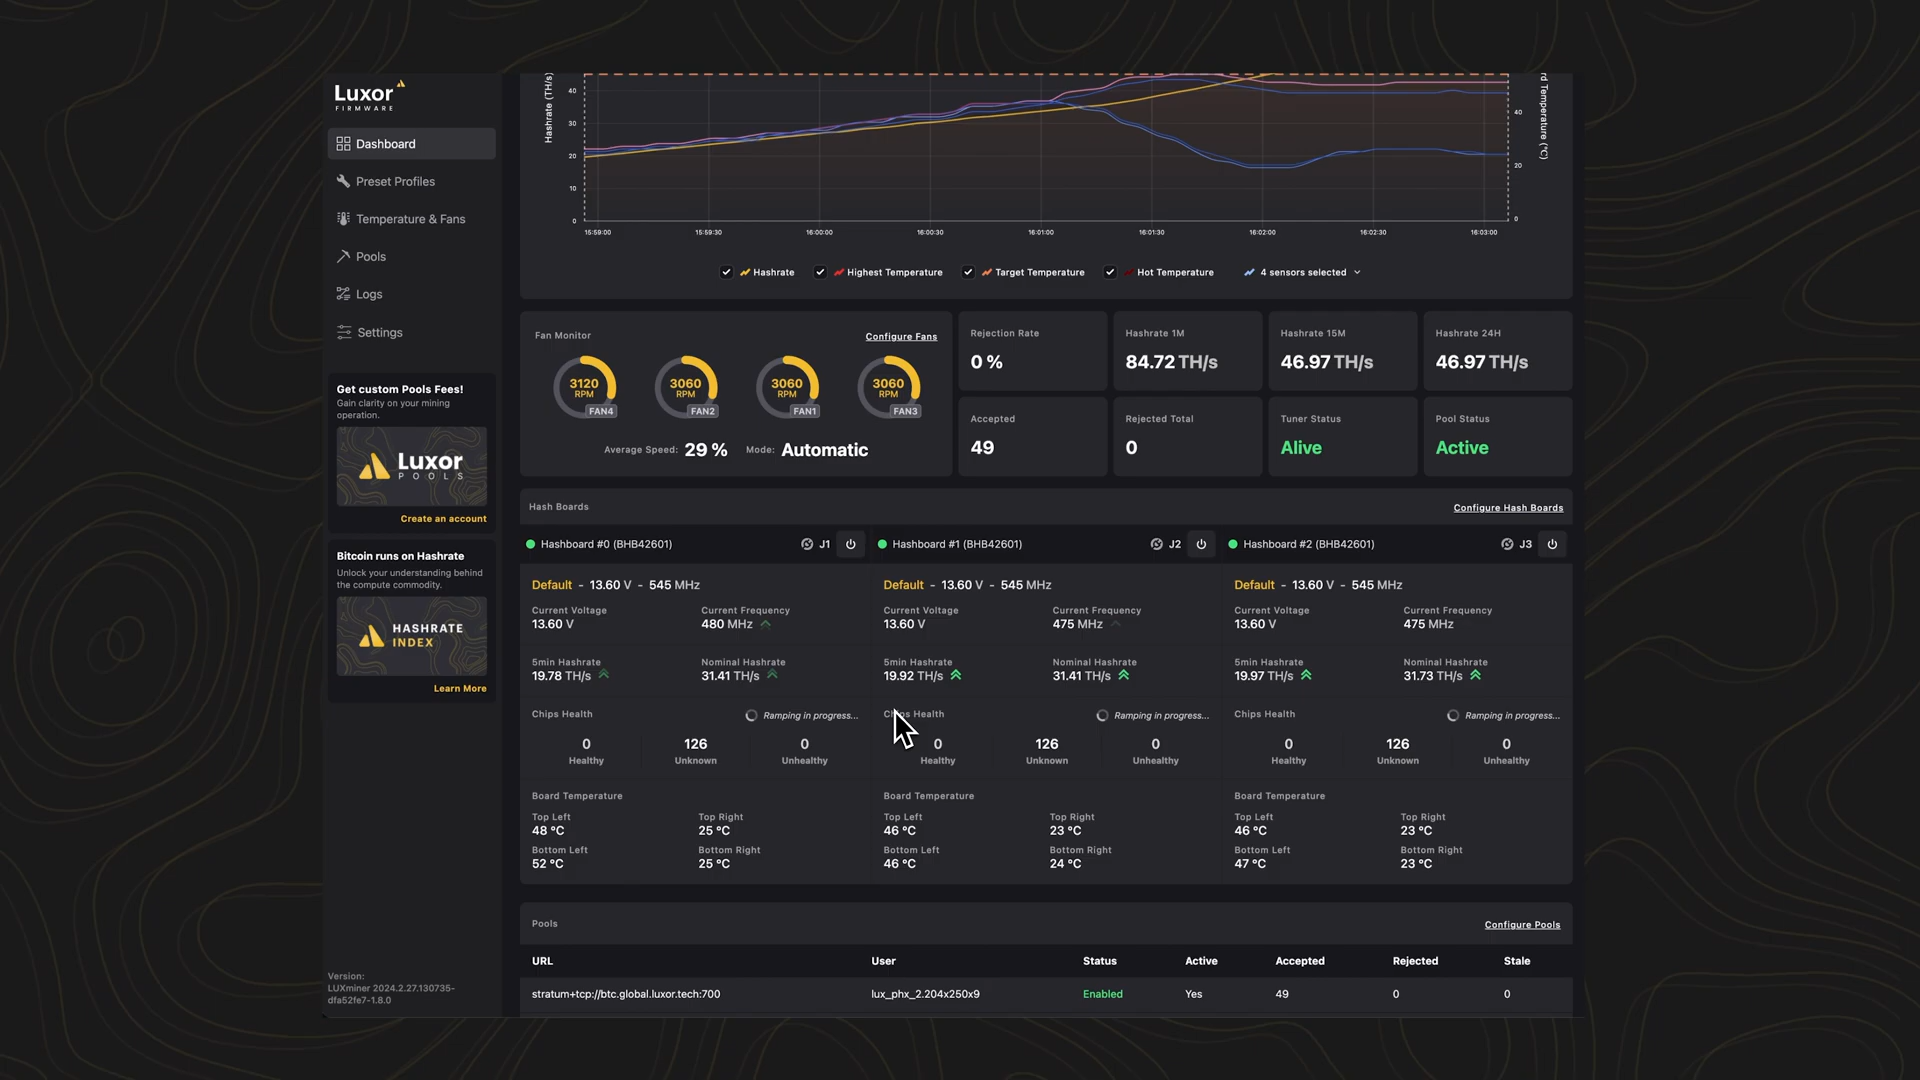 Luxor
FIRMWARE
Dashboard
Preset Profiles
Temperature & Fans
Pools
Logs
Settings
Get custom Pools Fees!
Gain clarity on your mining
operation.
Luxor
POOLS
Create an account
Bitcoin runs on Hashrate
Unlock your understanding behind
the compute commodity.
HASHRATE
INDEX
Learn More
Version:
LUXminer 2024.2.27.130735-
dfa52fe7-1.8.0
Hashrate (TH/s)
40
30
20
10
0
rd Temperature (°C)
40
20
0
15:59:00 15:59:30 16:00:00 16:00:30 16:01:00 16:01:30 16:02:00 16:02:30 16:03:00
Hashrate Highest Temperature Target Temperature Hot Temperature 4 sensors selected
Fan Monitor Configure Fans
3120 3060 3060 3060
RPM RPM RPM RPM
FAN4 FAN2 FAN1 FAN3
Average Speed: 29 % Mode: Automatic
Rejection Rate Hashrate 1M Hashrate 15M Hashrate 24H
0 % 84.72 TH/s 46.97 TH/s 46.97 TH/s
Accepted Rejected Total Tuner Status Pool Status
49 0 Alive Active
Hash Boards Configure Hash Boards
Hashboard #0 (BHB42601) J1 Hashboard #1 (BHB42601) J2 Hashboard #2 (BHB42601) J3
Default - 13.60 V - 545 MHz Default - 13.60 V - 545 MHz Default - 13.60 V - 545 MHz
Current Voltage Current Frequency Current Voltage Current Frequency Current Voltage Current Frequency
13.60 V 480 MHz 13.60 V 475 MHz 13.60 V 475 MHz
5min Hashrate Nominal Hashrate 5min Hashrate Nominal Hashrate 5min Hashrate Nominal Hashrate
19.78 TH/s 31.41 TH/s 19.92 TH/s 31.41 TH/s 19.97 TH/s 31.73 TH/s
Chips Health Ramping in progress... Chips Health Ramping in progress... Chips Health Ramping in progress...
0 126 0 0 126 0 0 126 0
Healthy Unknown Unhealthy Healthy Unknown Unhealthy Healthy Unknown Unhealthy
Board Temperature Board Temperature Board Temperature
Top Left Top Right Top Left Top Right Top Left Top Right
48 °C 25 °C 46 °C 23 °C 46 °C 23 °C
Bottom Left Bottom Right Bottom Left Bottom Right Bottom Left Bottom Right
52 °C 25 °C 46 °C 24 °C 47 °C 23 °C
Pools Configure Pools
URL User Status Active Accepted Rejected Stale
stratum+tcp://btc.global.luxor.tech:700 lux_phx_2.204x250x9 Enabled Yes 49 0 0